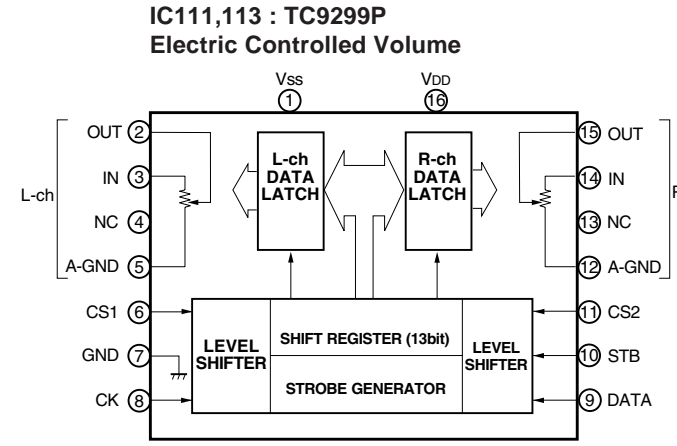 IC111,113 : TC9299P
Electric Controlled Volume
VSS VDD
1 16
OUT 2 15 OUT
IN 3 14 IN
L-ch
NC 4 13 NC
A-GND 5 12 A-GND
L-ch
DATA
LATCH
R-ch
DATA
LATCH
CS1 6 11 CS2
GND 7 10 STB
CK 8 9 DATA
LEVEL
SHIFTER
SHIFT REGISTER (13bit)
STROBE GENERATOR
LEVEL
SHIFTER